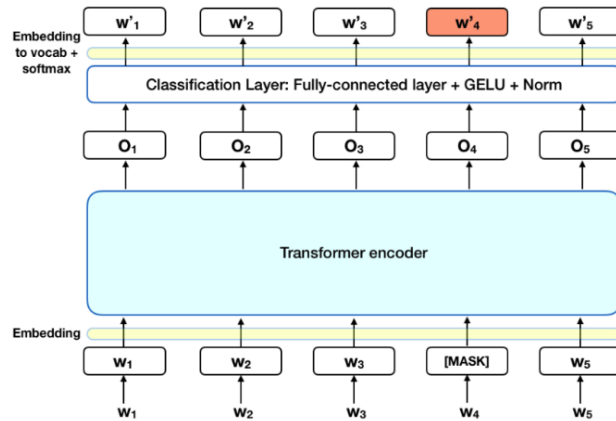 w'1 w'2 w'3 w'4 w'5
Embedding
to vocab +
softmax
Classification Layer: Fully-connected layer + GELU + Norm
O1 O2 O3 O4 O5
Transformer encoder
Embedding
w1 w2 w3 [MASK] w5
w1 w2 w3 w4 w5